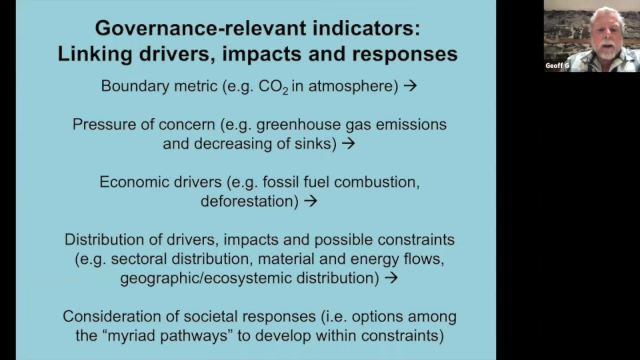 Governance-relevant indicators:
Linking drivers, impacts and responses
Boundary metric (e.g. CO₂ in atmosphere) →
Pressure of concern (e.g. greenhouse gas emissions
and decreasing of sinks) →
Economic drivers (e.g. fossil fuel combustion,
deforestation) →
Distribution of drivers, impacts and possible constraints
(e.g. sectoral distribution, material and energy flows,
geographic/ecosystemic distribution) →
Consideration of societal responses (i.e. options among
the “myriad pathways” to develop within constraints)
Geoff G